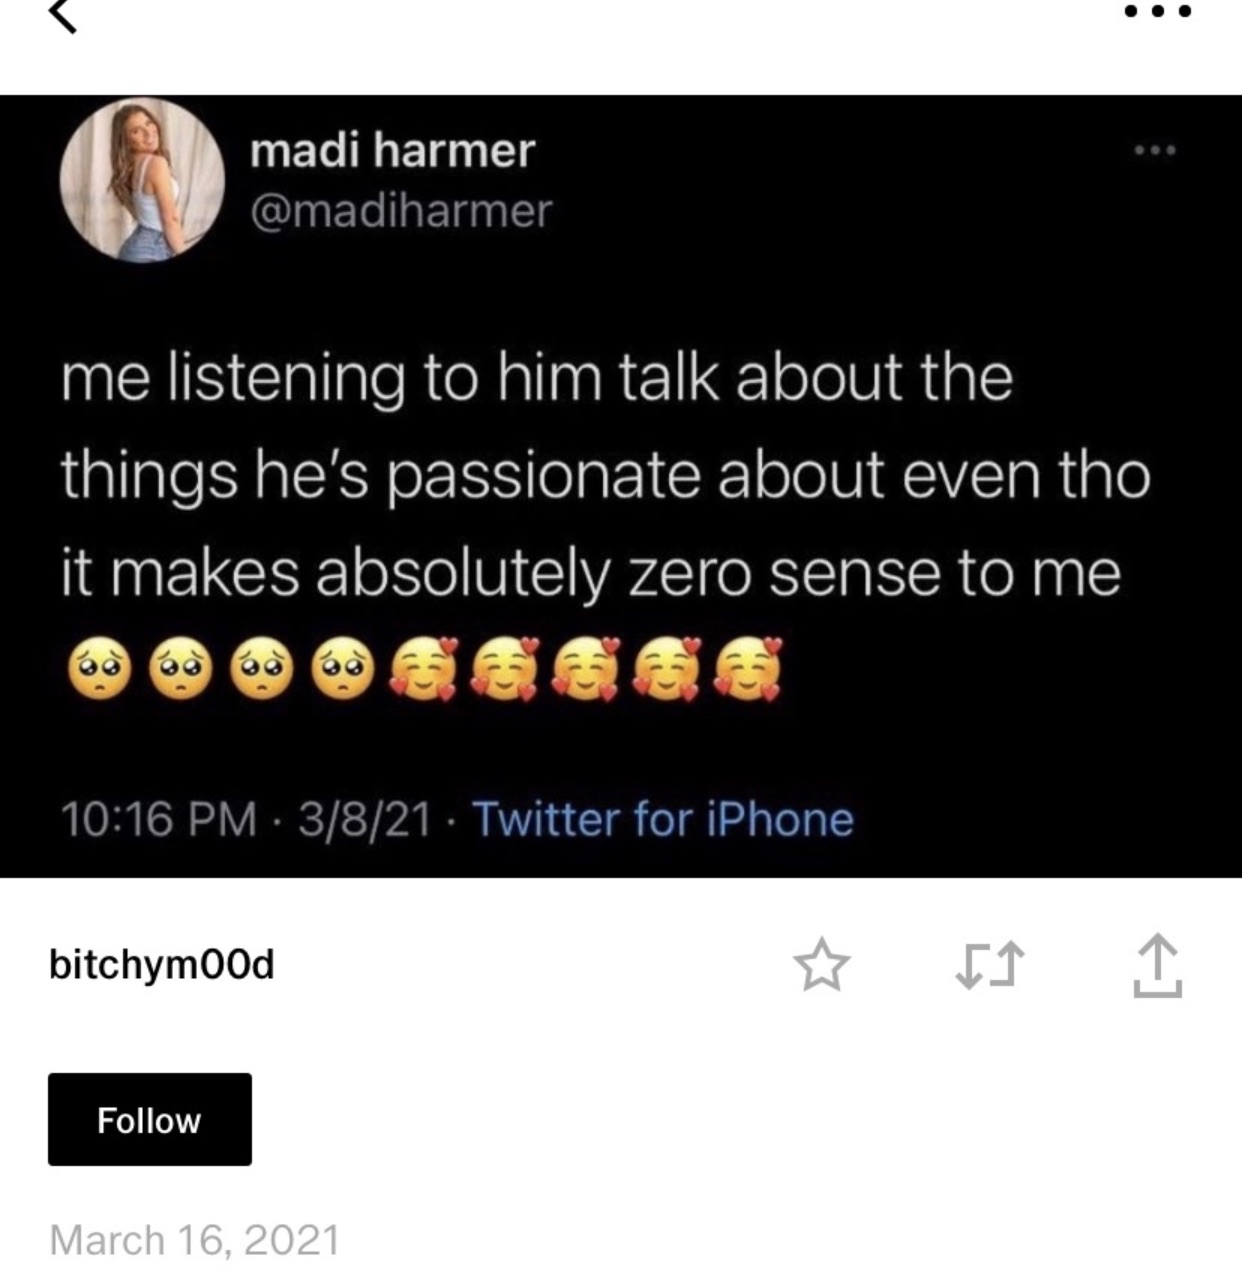 madi harmer
@madiharmer
me listening to him talk about the
things he's passionate about even tho
it makes absolutely zero sense to me
🥺🥺🥺🥺🥰🥰🥰🥰🥰
10:16 PM · 3/8/21 · Twitter for iPhone
bitchym00d
Follow
March 16, 2021